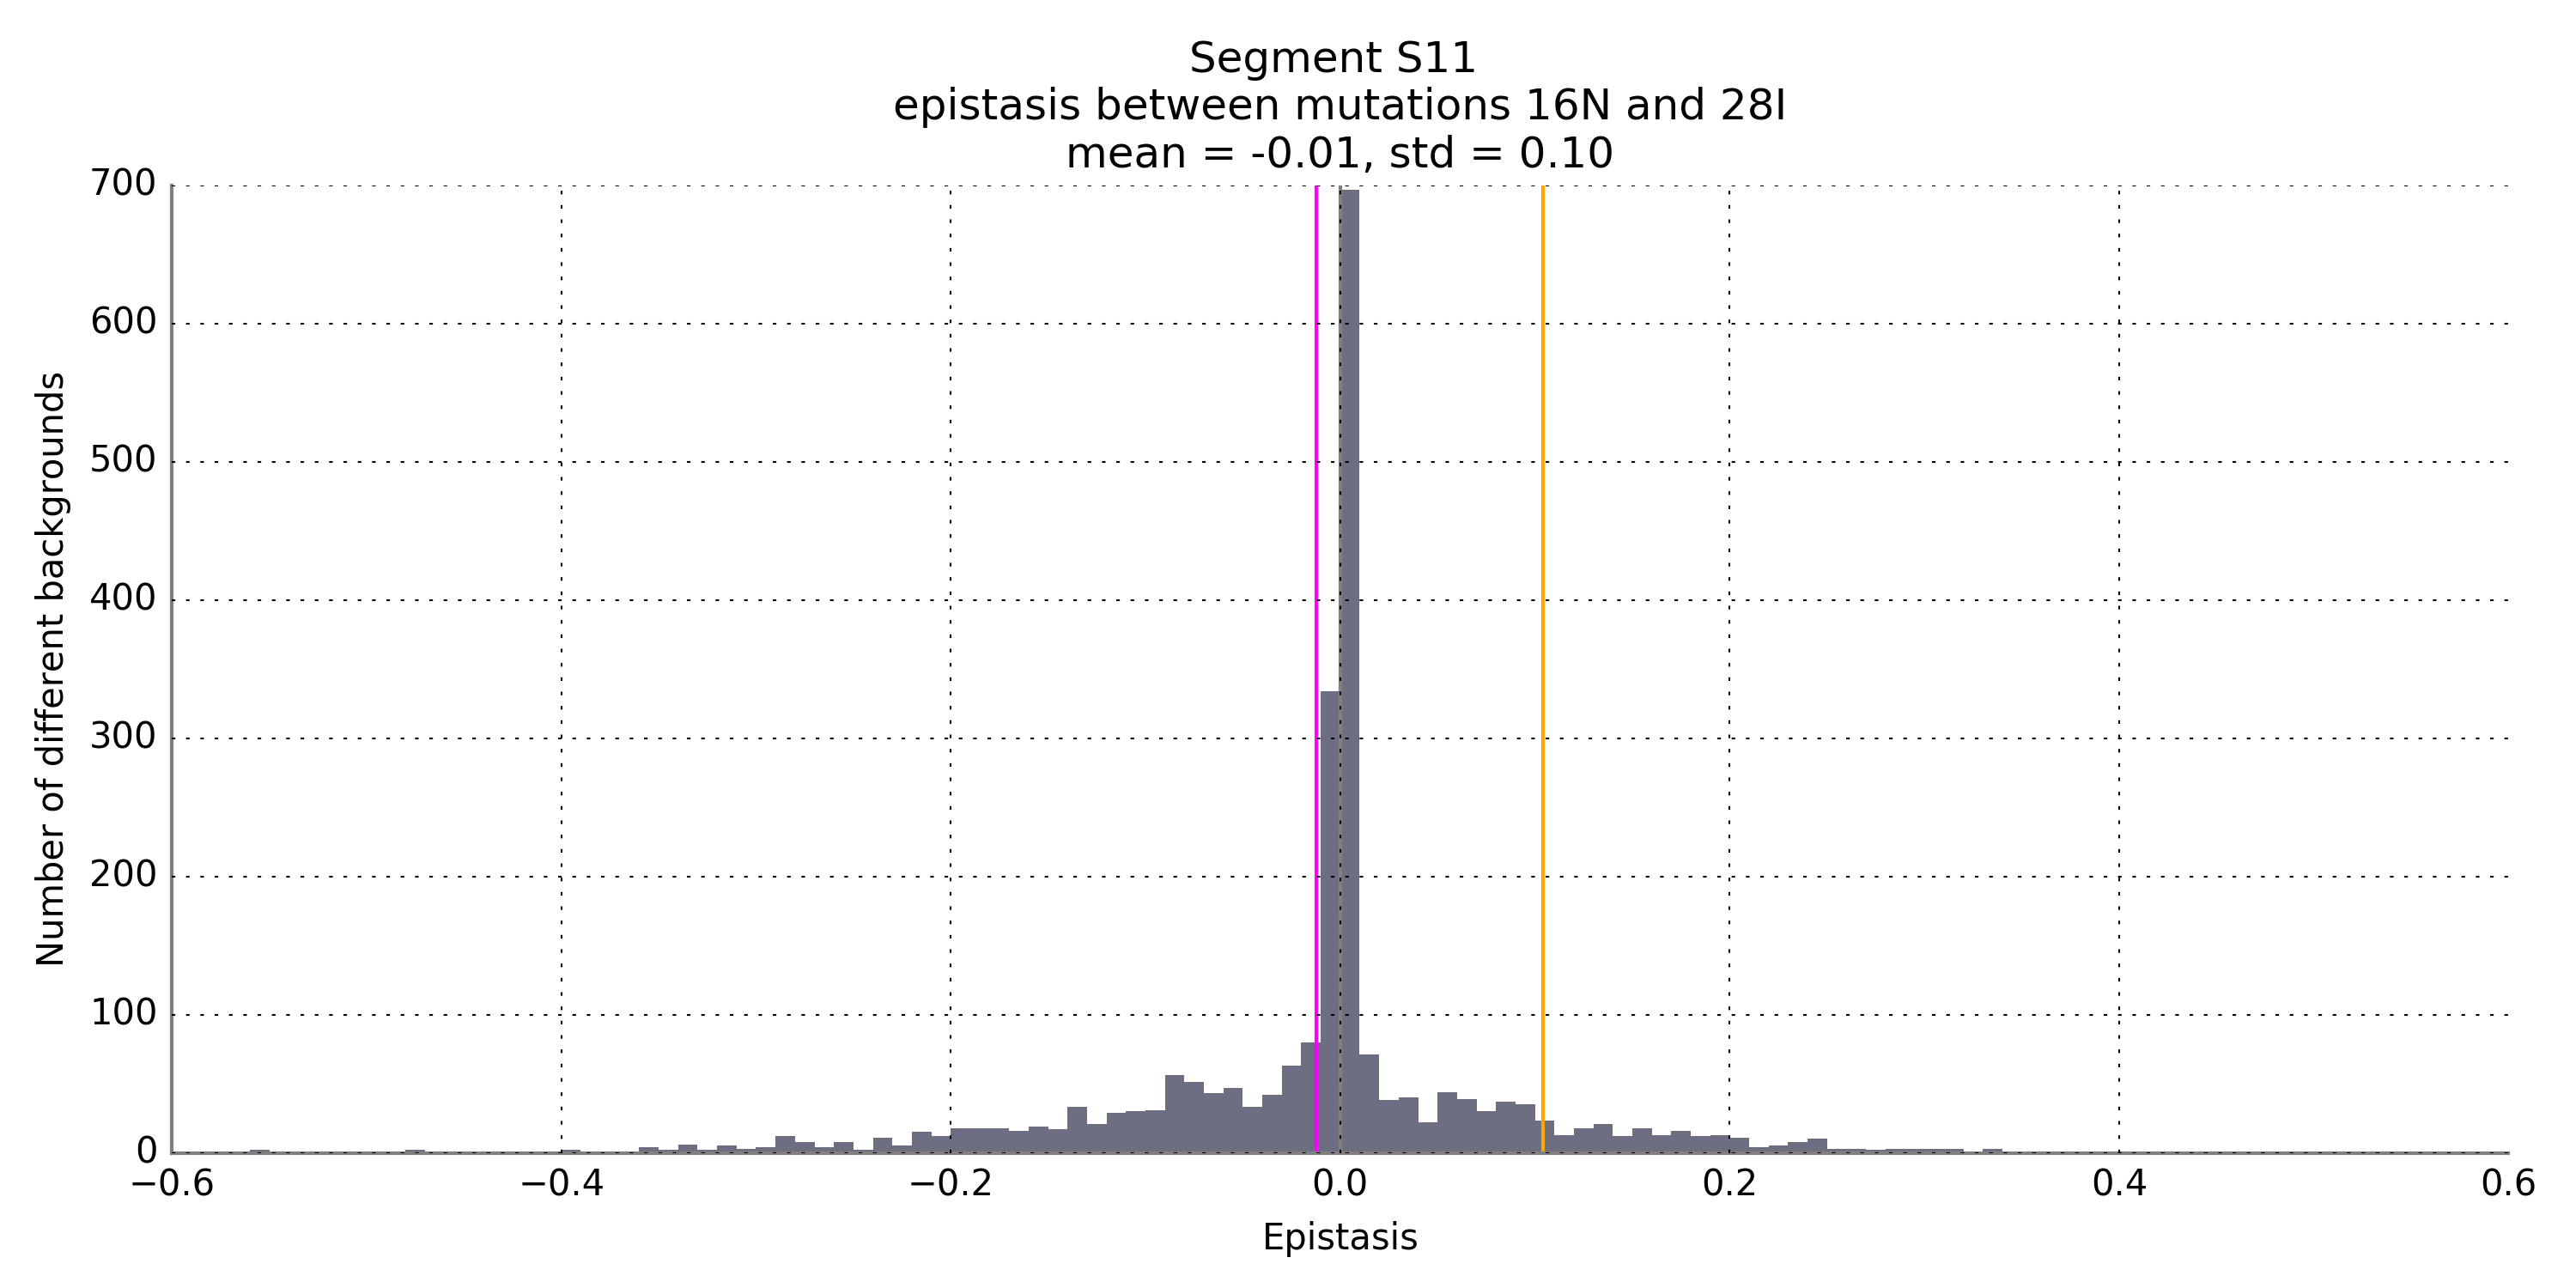 Segment S11
epistasis between mutations 16N and 28I
mean = -0.01, std = 0.10
700
600
500
400
300
200
100
0
Number of different backgrounds
−0.6 −0.4 −0.2 0.0 0.2 0.4 0.6
Epistasis